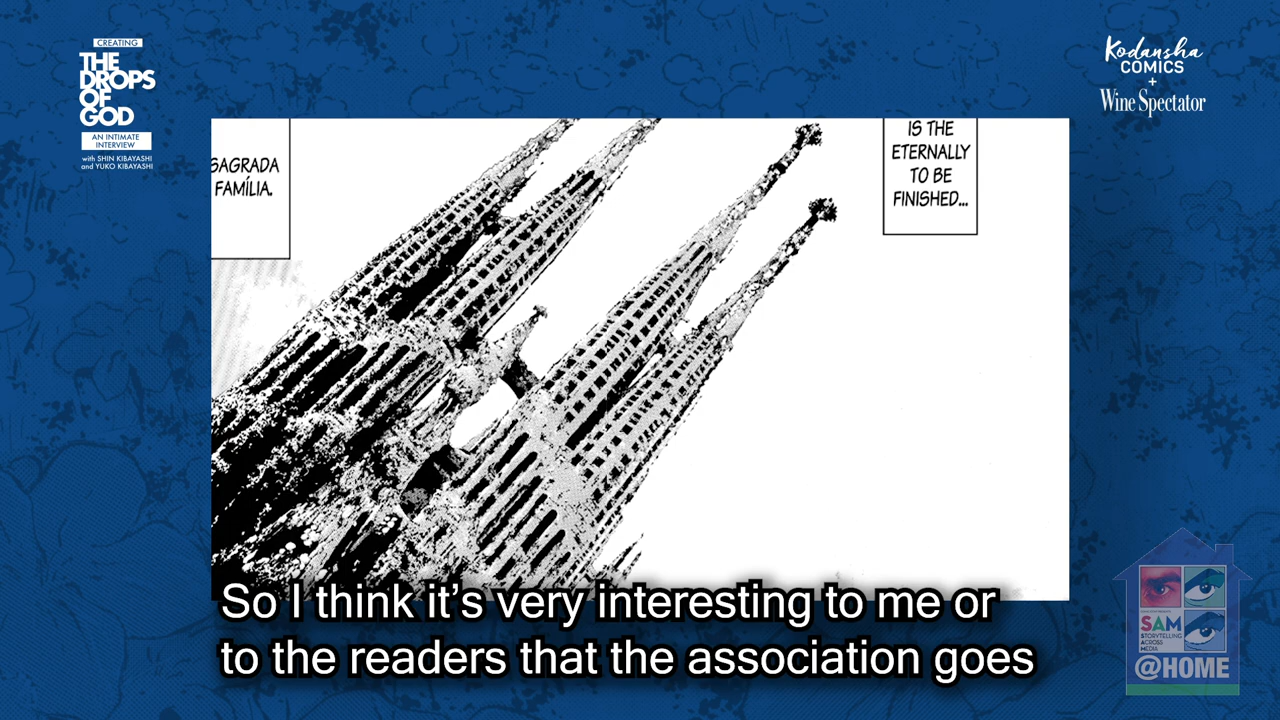 CREATING
THE
DROPS
OF
GOD
AN INTIMATE
INTERVIEW
with SHIN KIBAYASHI
and YUKO KIBAYASHI
Kodansha
COMICS
+
Wine Spectator
IS THE
ETERNALLY
TO BE
FINISHED...
SAGRADA
FAMÍLIA.
So I think it’s very interesting to me or
to the readers that the association goes
SAM
STORYTELLING
ACROSS
MEDIA
@HOME